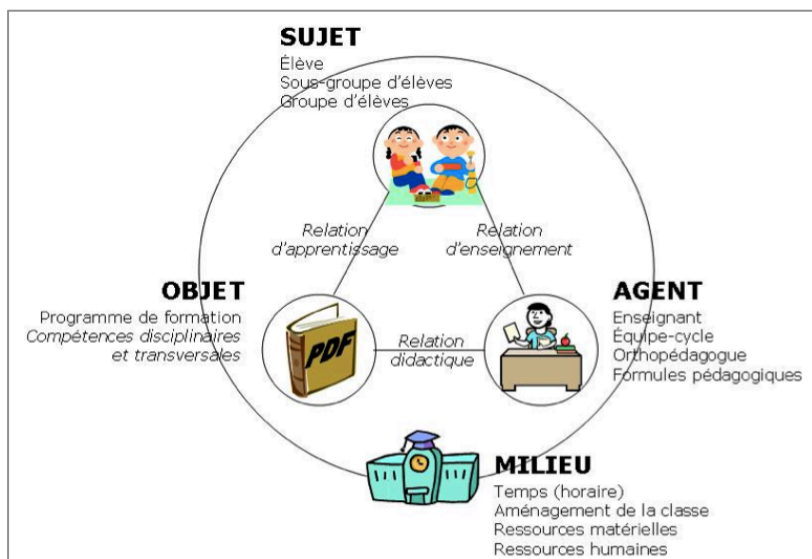 SUJET
Élève
Sous-groupe d'élèves
Groupe d'élèves
Relation
d'apprentissage
Relation
d'enseignement
OBJET
Programme de formation
Compétences disciplinaires
et transversales
PDF
Relation
didactique
AGENT
Enseignant
Équipe-cycle
Orthopédagogue
Formules pédagogiques
MILIEU
Temps (horaire)
Aménagement de la classe
Ressources matérielles
Ressources humaines